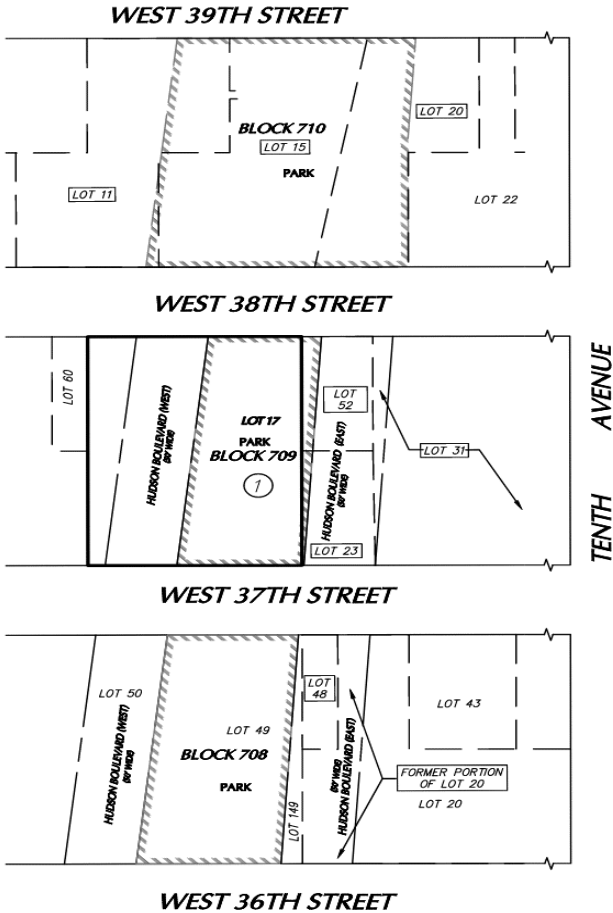 WEST 39TH STREET
LOT 20
BLOCK 710
LOT 15
PARK
LOT 11
LOT 22
WEST 38TH STREET
LOT 60
HUDSON BOULEVARD (WEST)
LOT 17
PARK
BLOCK 709
1
LOT
52
HUDSON BOULEVARD (EAST)
LOT 31
LOT 23
TENTH AVENUE
WEST 37TH STREET
LOT 50
HUDSON BOULEVARD (WEST)
LOT 49
BLOCK 708
PARK
LOT
48
LOT 149
HUDSON BOULEVARD (EAST)
LOT 43
FORMER PORTION
OF LOT 20
LOT 20
WEST 36TH STREET